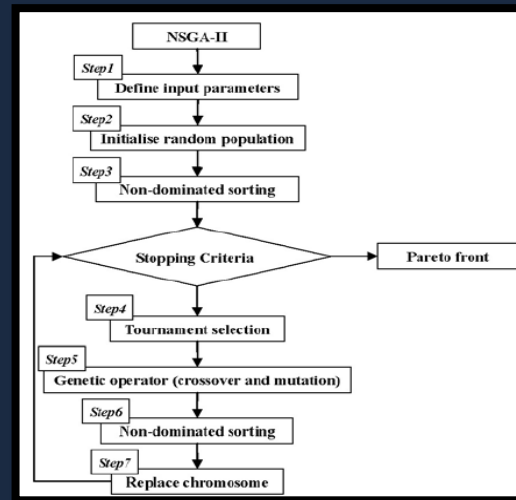 NSGA-II
Step1
Define input parameters
Step2
Initialise random population
Step3
Non-dominated sorting
Stopping Criteria
Pareto front
Step4
Tournament selection
Step5
Genetic operator (crossover and mutation)
Step6
Non-dominated sorting
Step7
Replace chromosome